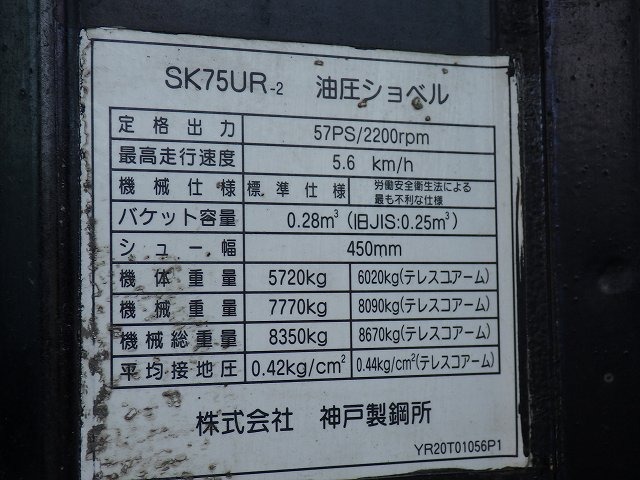 SK75UR-2 油圧ショベル
定格出力 57PS/2200rpm
最高走行速度 5.6 km/h
機械仕様 標準仕様 労働安全衛生法による
最も不利な仕様
バケット容量 0.28m³ (旧JIS:0.25m³)
シュー幅 450mm
機体重量 5720kg 6020kg(テレスコアーム)
機械重量 7770kg 8090kg(テレスコアーム)
機械総重量 8350kg 8670kg(テレスコアーム)
平均接地圧 0.42kg/cm² 0.44kg/cm²(テレスコアーム)
株式会社 神戸製鋼所
YR20T01056P1